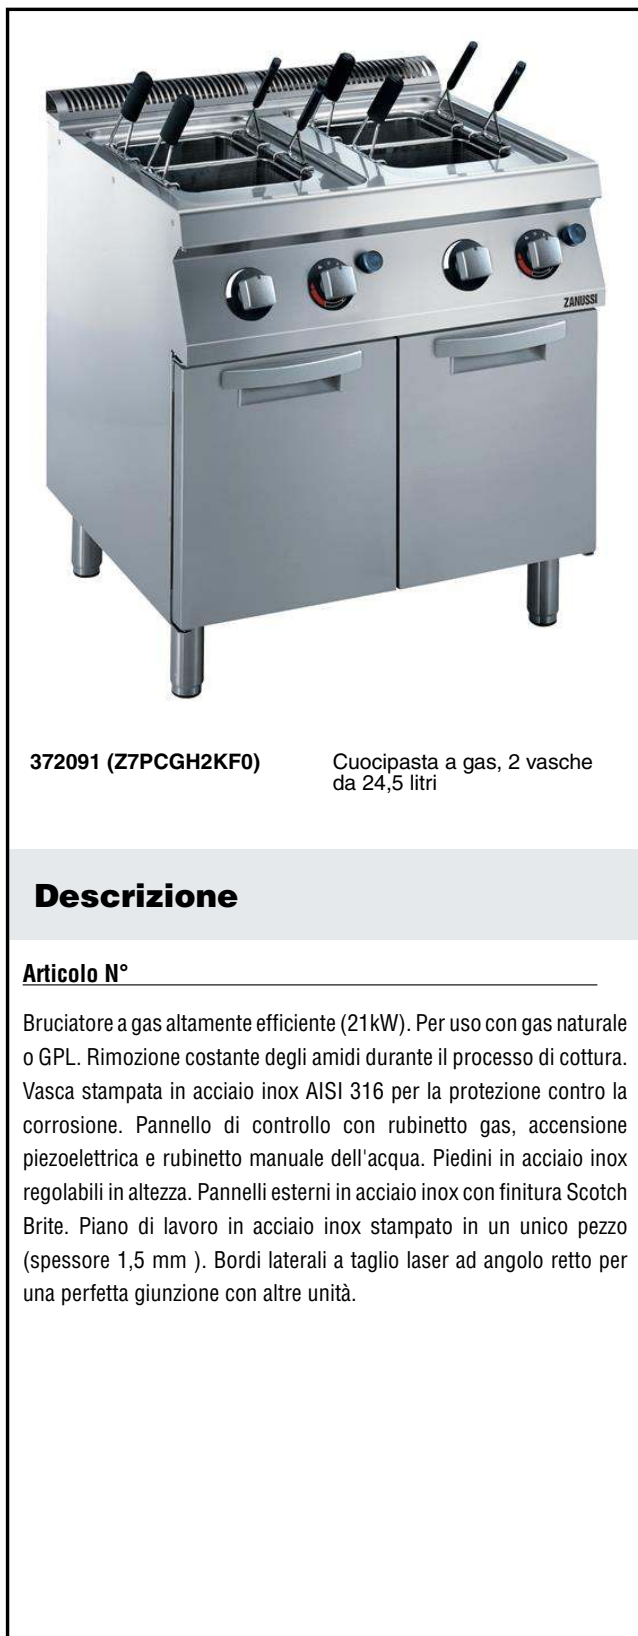 ZANUSSI
372091 (Z7PCGH2KF0)
Cuocipasta a gas, 2 vasche
da 24,5 litri
Descrizione
Articolo N°
Bruciatore a gas altamente efficiente (21kW). Per uso con gas naturale
o GPL. Rimozione costante degli amidi durante il processo di cottura.
Vasca stampata in acciaio inox AISI 316 per la protezione contro la
corrosione. Pannello di controllo con rubinetto gas, accensione
piezoelettrica e rubinetto manuale dell'acqua. Piedini in acciaio inox
regolabili in altezza. Pannelli esterni in acciaio inox con finitura Scotch
Brite. Piano di lavoro in acciaio inox stampato in un unico pezzo
(spessore 1,5 mm ). Bordi laterali a taglio laser ad angolo retto per
una perfetta giunzione con altre unità.